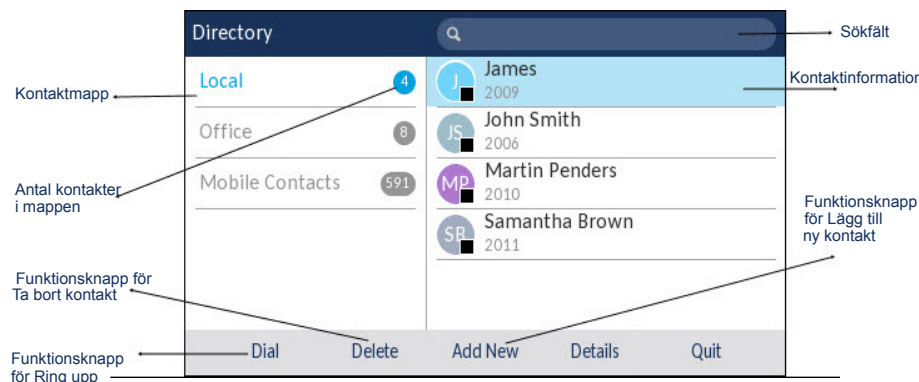 Directory
Sökfält
Local
4
J
James
2009
Kontaktinformation
Kontaktmapp
Office
8
JS
John Smith
2006
Mobile Contacts
591
MP
Martin Penders
2010
Antal kontakter
i mappen
SB
Samantha Brown
2011
Funktionsknapp
för Lägg till
ny kontakt
Funktionsknapp för
Ta bort kontakt
Dial
Delete
Add New
Details
Quit
Funktionsknapp
för Ring upp